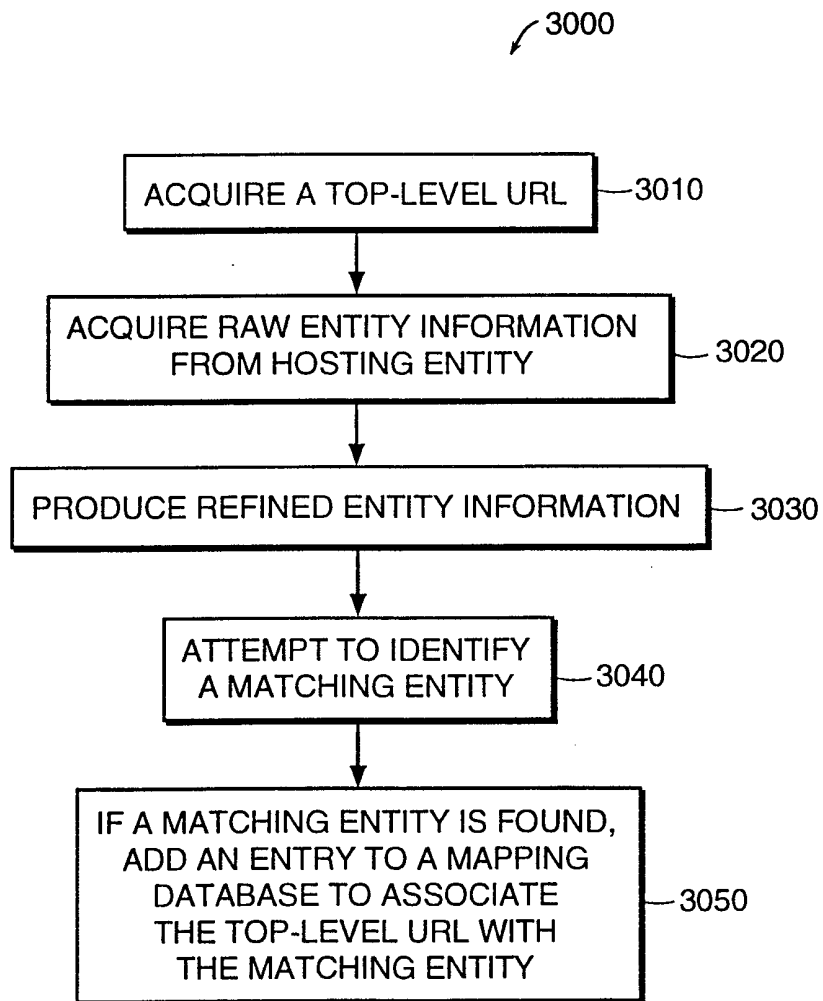 3000
ACQUIRE A TOP-LEVEL URL
3010
ACQUIRE RAW ENTITY INFORMATION
FROM HOSTING ENTITY
3020
PRODUCE REFINED ENTITY INFORMATION
3030
ATTEMPT TO IDENTIFY
A MATCHING ENTITY
3040
IF A MATCHING ENTITY IS FOUND,
ADD AN ENTRY TO A MAPPING
DATABASE TO ASSOCIATE
THE TOP-LEVEL URL WITH
THE MATCHING ENTITY
3050